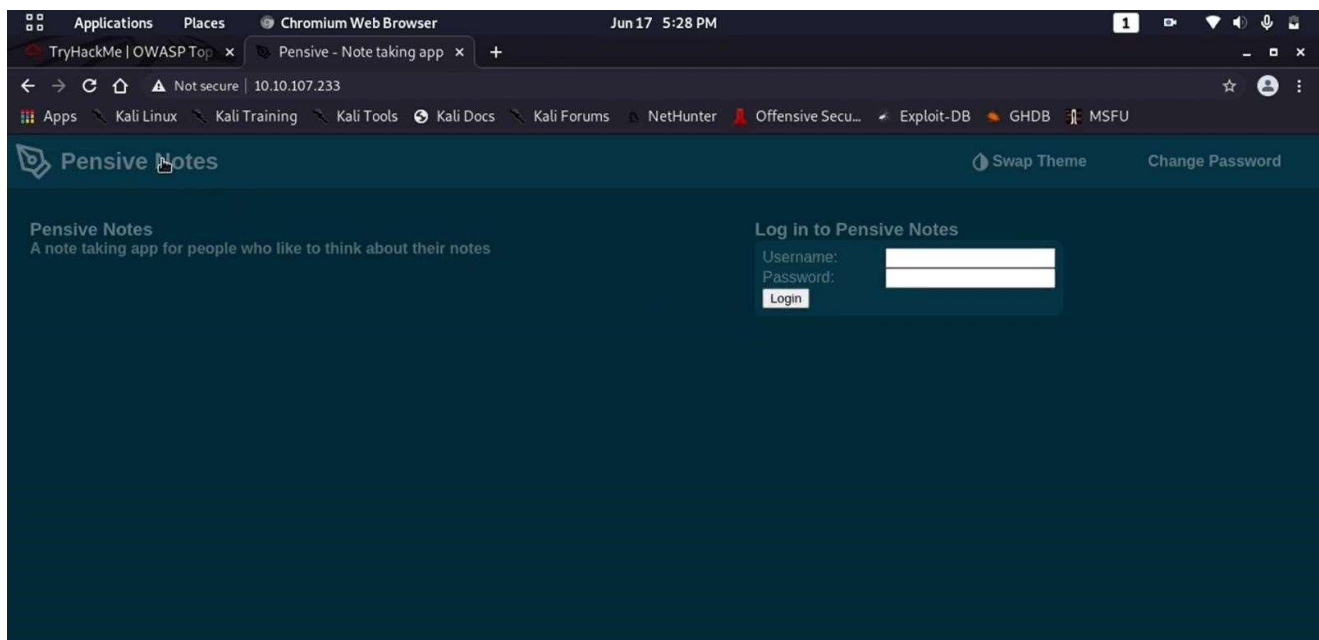 Applications Places Chromium Web Browser Jun 17 5:28 PM 1
TryHackMe | OWASP Top Pensive - Note taking app
Not secure 10.10.107.233
Apps Kali Linux Kali Training Kali Tools Kali Docs Kali Forums NetHunter Offensive Secu... Exploit-DB GHDB MSFU
Pensive Notes Swap Theme Change Password
Pensive Notes
A note taking app for people who like to think about their notes
Log in to Pensive Notes
Username:
Password:
Login